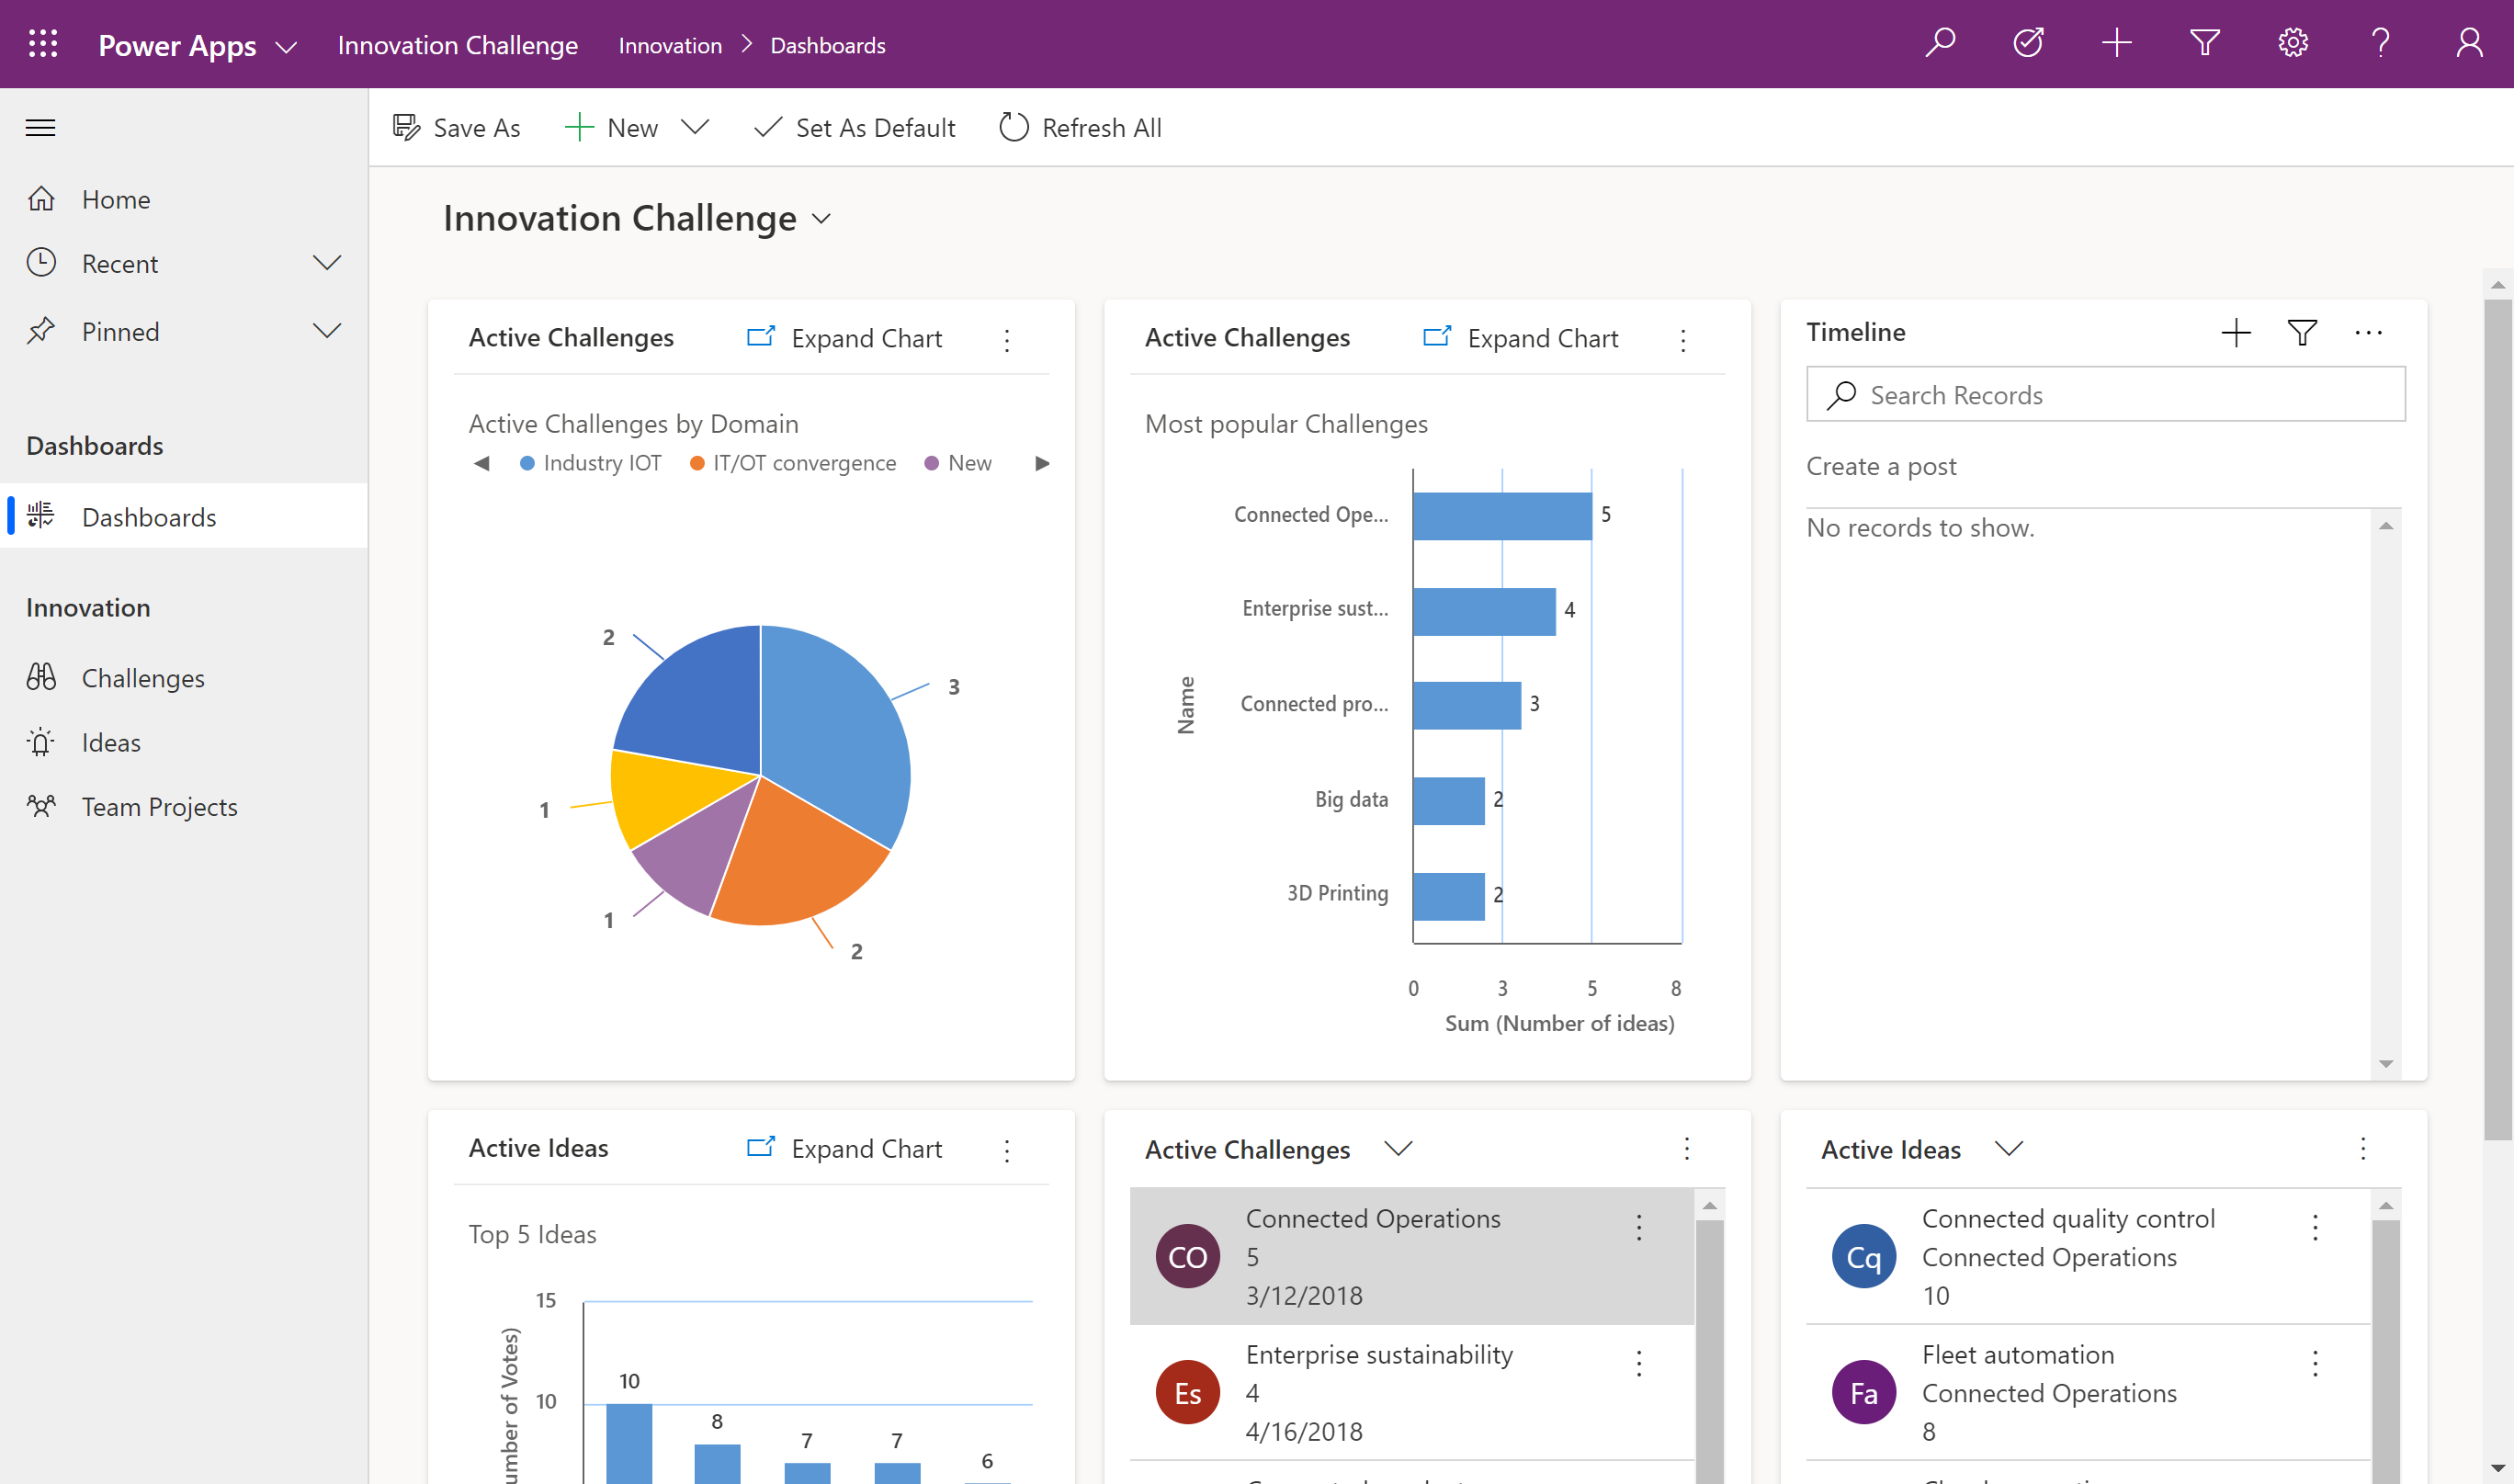 Power Apps
Innovation Challenge
Innovation
Dashboards
Save As
New
Set As Default
Refresh All
Home
Recent
Pinned
Dashboards
Dashboards
Innovation
Challenges
Ideas
Team Projects
Innovation Challenge
Active Challenges
Expand Chart
Active Challenges by Domain
Industry IOT
IT/OT convergence
New
2
3
1
1
2
Active Challenges
Expand Chart
Most popular Challenges
Name
Connected Ope... 5
Enterprise sust... 4
Connected pro... 3
Big data 2
3D Printing 2
0 3 5 8
Sum (Number of ideas)
Timeline
Search Records
Create a post
No records to show.
Active Ideas
Expand Chart
Top 5 Ideas
15
10
10
8
7
7
6
umber of Votes)
Active Challenges
CO
Connected Operations
5
3/12/2018
Es
Enterprise sustainability
4
4/16/2018
Active Ideas
Cq
Connected quality control
Connected Operations
10
Fa
Fleet automation
Connected Operations
8